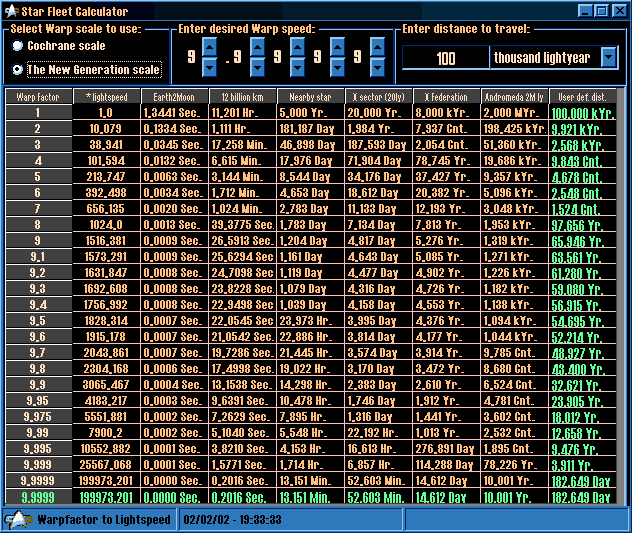 Star Fleet Calculator
Select Warp scale to use: Enter desired Warp speed: Enter distance to travel:
Cochrane scale
The New Generation scale
9 . 9 9 9 9 100 thousand lightyear
Warp factor *lightspeed Earth2Moon 12 billion km Nearby star X sector (20ly) X Federation Andromeda 2M ly User def. dist.
1 1,0 1,3441 Sec. 11,201 Hr. 5,000 Yr. 20,000 Yr. 8,000 kYr. 2,000 MYr. 100,000 kYr.
2 10,079 0,1334 Sec. 1,111 Hr. 181,187 Day 1,984 Yr. 7,937 Cnt. 198,425 kYr. 9,921 kYr.
3 38,941 0,0345 Sec. 17,258 Min. 46,898 Day 187,593 Day 2,054 Cnt. 51,360 kYr. 2,568 kYr.
4 101,594 0,0132 Sec. 6,615 Min. 17,976 Day 71,904 Day 78,745 Yr. 19,686 kYr. 9,843 Cnt.
5 213,747 0,0063 Sec. 3,144 Min. 8,544 Day 34,176 Day 37,427 Yr. 9,357 kYr. 4,678 Cnt.
6 392,498 0,0034 Sec. 1,712 Min. 4,653 Day 18,612 Day 20,382 Yr. 5,096 kYr. 2,548 Cnt.
7 656,135 0,0020 Sec. 1,024 Min. 2,783 Day 11,133 Day 12,193 Yr. 3,048 kYr. 1,524 Cnt.
8 1024,0 0,0013 Sec. 39,3775 Sec. 1,783 Day 7,134 Day 7,813 Yr. 1,953 kYr. 97,656 Yr.
9 1516,381 0,0009 Sec. 26,5913 Sec. 1,204 Day 4,817 Day 5,276 Yr. 1,319 kYr. 65,946 Yr.
9,1 1573,291 0,0009 Sec. 25,6294 Sec. 1,161 Day 4,643 Day 5,085 Yr. 1,271 kYr. 63,561 Yr.
9,2 1631,847 0,0008 Sec. 24,7098 Sec. 1,119 Day 4,477 Day 4,902 Yr. 1,226 kYr. 61,280 Yr.
9,3 1692,608 0,0008 Sec. 23,8228 Sec. 1,079 Day 4,316 Day 4,726 Yr. 1,182 kYr. 59,080 Yr.
9,4 1756,992 0,0008 Sec. 22,9498 Sec. 1,039 Day 4,158 Day 4,553 Yr. 1,138 kYr. 56,915 Yr.
9,5 1828,314 0,0007 Sec. 22,0545 Sec. 23,973 Hr. 3,995 Day 4,376 Yr. 1,094 kYr. 54,695 Yr.
9,6 1915,178 0,0007 Sec. 21,0542 Sec. 22,886 Hr. 3,814 Day 4,177 Yr. 1,044 kYr. 52,214 Yr.
9,7 2043,861 0,0007 Sec. 19,7286 Sec. 21,445 Hr. 3,574 Day 3,914 Yr. 9,785 Cnt. 48,927 Yr.
9,8 2304,168 0,0006 Sec. 17,4998 Sec. 19,022 Hr. 3,170 Day 3,472 Yr. 8,680 Cnt. 43,400 Yr.
9,9 3065,467 0,0004 Sec. 13,1538 Sec. 14,298 Hr. 2,383 Day 2,610 Yr. 6,524 Cnt. 32,621 Yr.
9,95 4183,217 0,0003 Sec. 9,6391 Sec. 10,478 Hr. 1,746 Day 1,912 Yr. 4,781 Cnt. 23,905 Yr.
9,975 5551,881 0,0002 Sec. 7,2629 Sec. 7,895 Hr. 1,316 Day 1,441 Yr. 3,602 Cnt. 18,012 Yr.
9,99 7900,2 0,0002 Sec. 5,1040 Sec. 5,548 Hr. 22,192 Hr. 1,013 Yr. 2,532 Cnt. 12,658 Yr.
9,995 10552,882 0,0001 Sec. 3,8210 Sec. 4,153 Hr. 16,613 Hr. 276,891 Day 1,895 Cnt. 9,476 Yr.
9,999 25567,068 0,0001 Sec. 1,5771 Sec. 1,714 Hr. 6,857 Hr. 114,288 Day 78,226 Yr. 3,911 Yr.
9,9999 199973,201 0,0000 Sec. 0,2016 Sec. 13,151 Min. 52,603 Min. 14,612 Day 10,001 Yr. 182,649 Day
9.9999 199973,201 0,0000 Sec. 0,2016 Sec. 13,151 Min. 52,603 Min. 14,612 Day 10,001 Yr. 182,649 Day
Warpfactor to Lightspeed 02/02/02 - 19:33:33